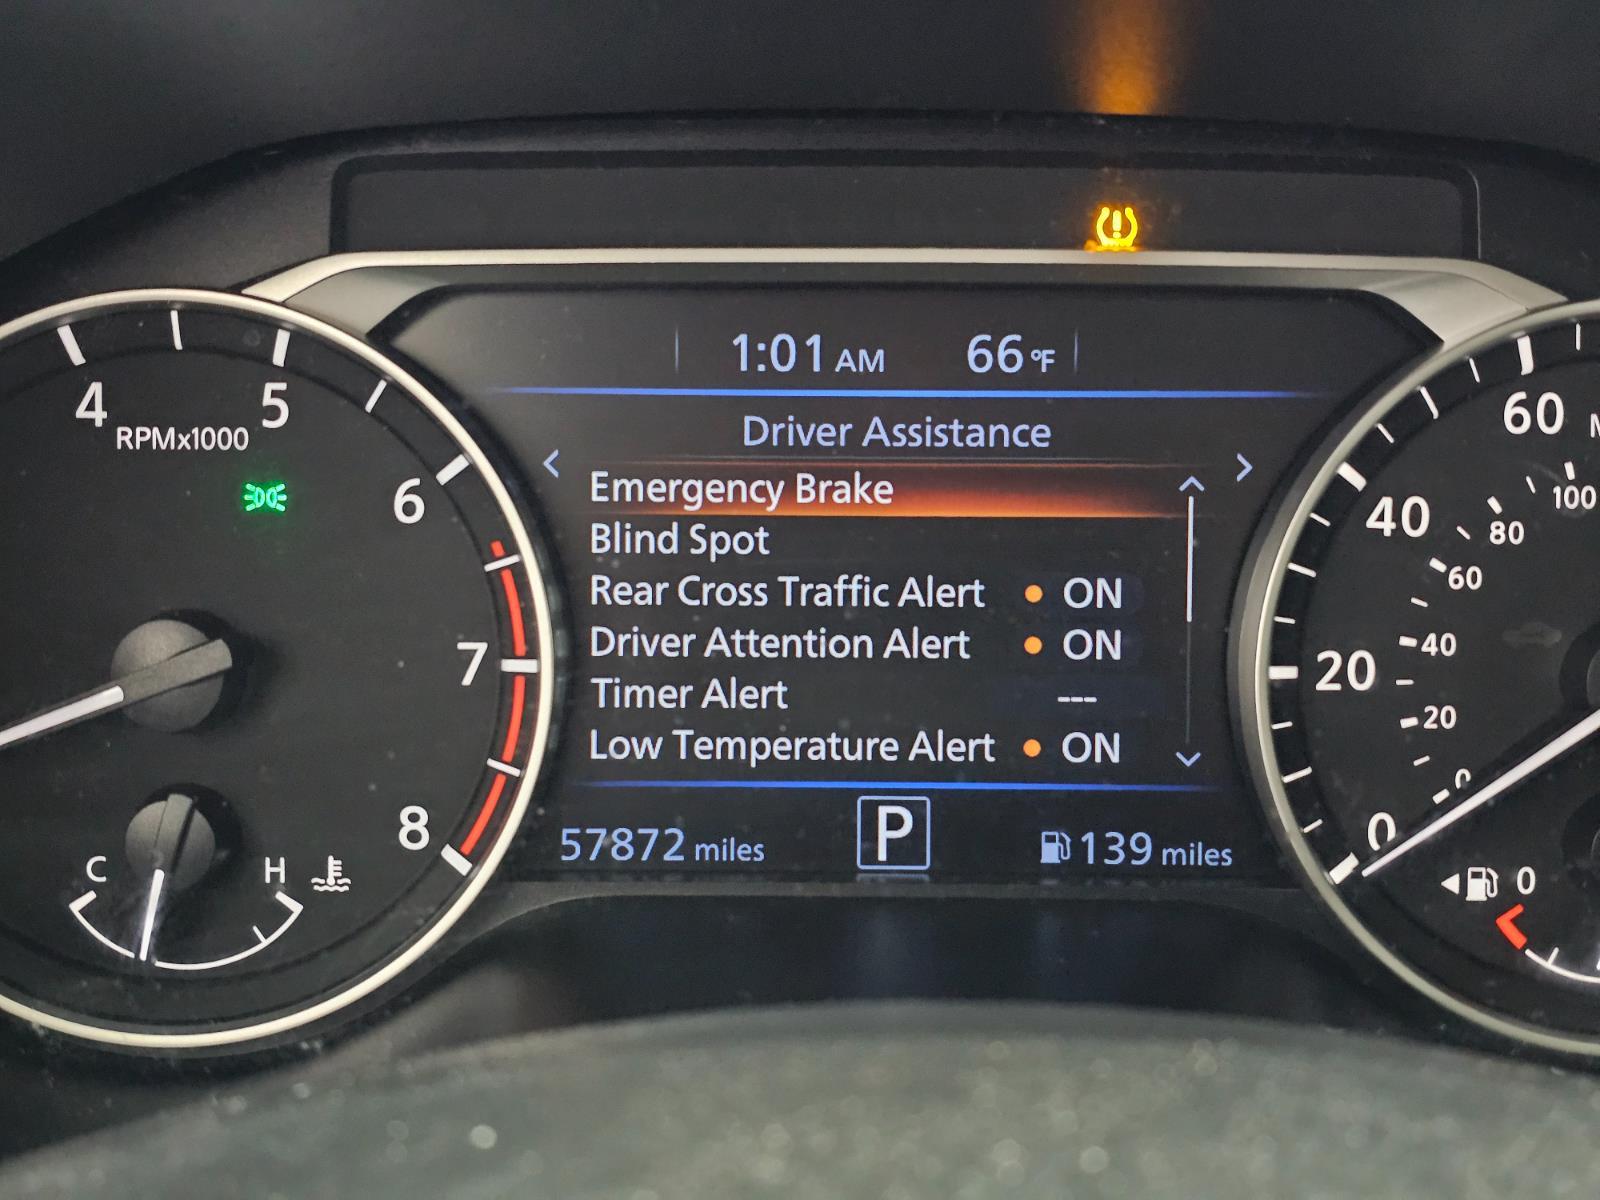 1:01 AM 66 °F
Driver Assistance
Emergency Brake
Blind Spot
Rear Cross Traffic Alert ON
Driver Attention Alert ON
Timer Alert ---
Low Temperature Alert ON
57872 miles P 139 miles
4 5 6 7 8
RPMx1000
C H
0 20 40 60
0 20 40 60 80 100
0